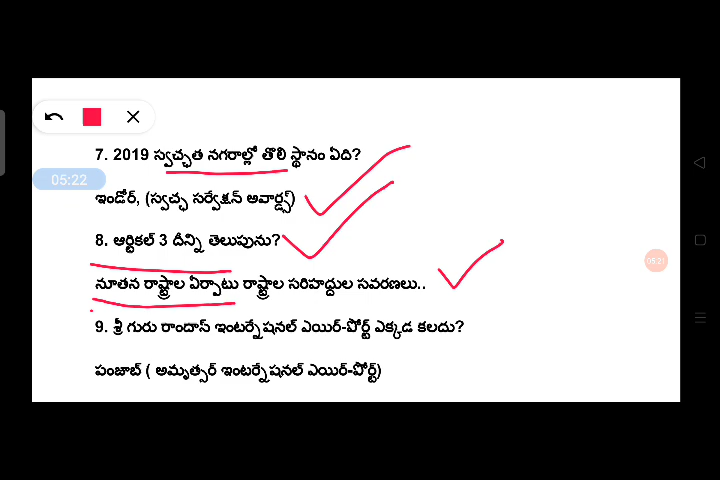 7. 2019 స్వచ్ఛత నగరాల్లో తొలి స్థానం ఏది?
05:22
ఇండోర్, (స్వచ్ఛ సర్వేక్షన్ అవార్డ్స్)
8. ఆర్టికల్ 3 దీన్ని తెలుపును?
05:21
నూతన రాష్ట్రాల ఏర్పాటు రాష్ట్రాల సరిహద్దుల సవరణలు..
9. శ్రీ గురు రాందాస్ ఇంటర్నేషనల్ ఎయిర్-పోర్ట్ ఎక్కడ కలదు?
పంజాబ్ ( అమృత్సర్ ఇంటర్నేషనల్ ఎయిర్-పోర్ట్)